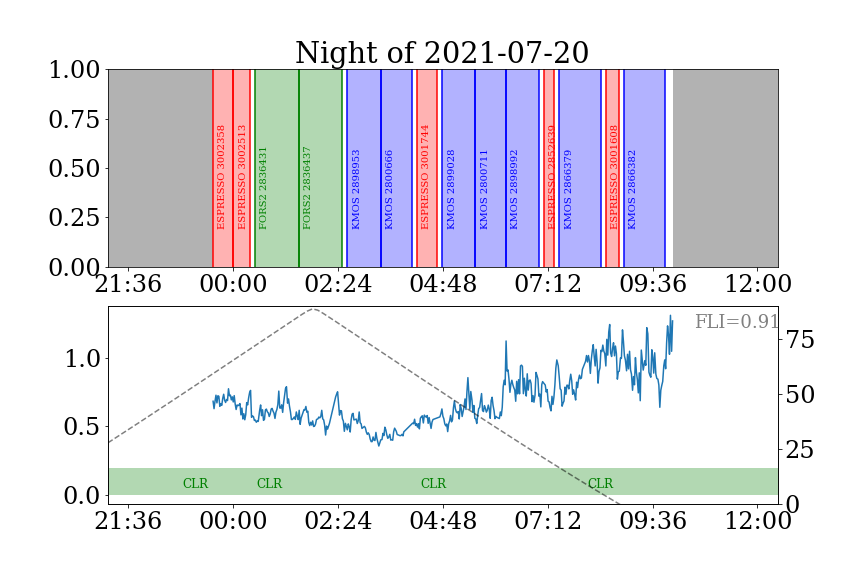 Night of 2021-07-20
1.00
0.75
0.50
0.25
0.00
ESPRESSO 3002358
ESPRESSO 3002513
FORS2 2836431
FORS2 2836437
KMOS 2898953
KMOS 2800666
ESPRESSO 3001744
KMOS 2899028
KMOS 2800711
KMOS 2898992
ESPRESSO 2852639
KMOS 2866379
ESPRESSO 3001608
KMOS 2866382
21:36 00:00 02:24 04:48 07:12 09:36 12:00
FLI=0.91
1.0
0.5
0.0
75
50
25
0
CLR CLR CLR CLR
21:36 00:00 02:24 04:48 07:12 09:36 12:00